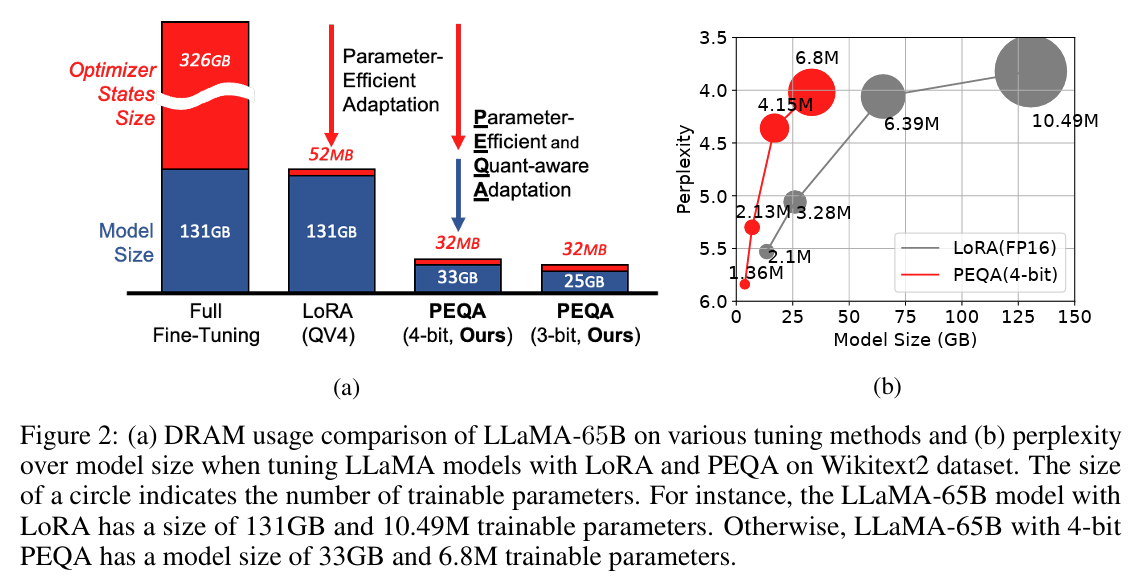 326GB
Optimizer
States
Size
Model
Size
131GB
52MB
131GB
32MB
33GB
32MB
25GB
Parameter-
Efficient
Adaptation
Parameter-
Efficient and
Quant-aware
Adaptation
Full
Fine-Tuning
LoRA
(QV4)
PEQA
(4-bit, Ours)
PEQA
(3-bit, Ours)
(a)
Perplexity
3.5
4.0
4.5
5.0
5.5
6.0
6.8M
4.15M
2.13M
1.36M
10.49M
6.39M
3.28M
2.1M
LoRA(FP16)
PEQA(4-bit)
0 25 50 75 100 125 150
Model Size (GB)
(b)
Figure 2: (a) DRAM usage comparison of LLaMA-65B on various tuning methods and (b) perplexity
over model size when tuning LLaMA models with LoRA and PEQA on Wikitext2 dataset. The size
of a circle indicates the number of trainable parameters. For instance, the LLaMA-65B model with
LoRA has a size of 131GB and 10.49M trainable parameters. Otherwise, LLaMA-65B with 4-bit
PEQA has a model size of 33GB and 6.8M trainable parameters.